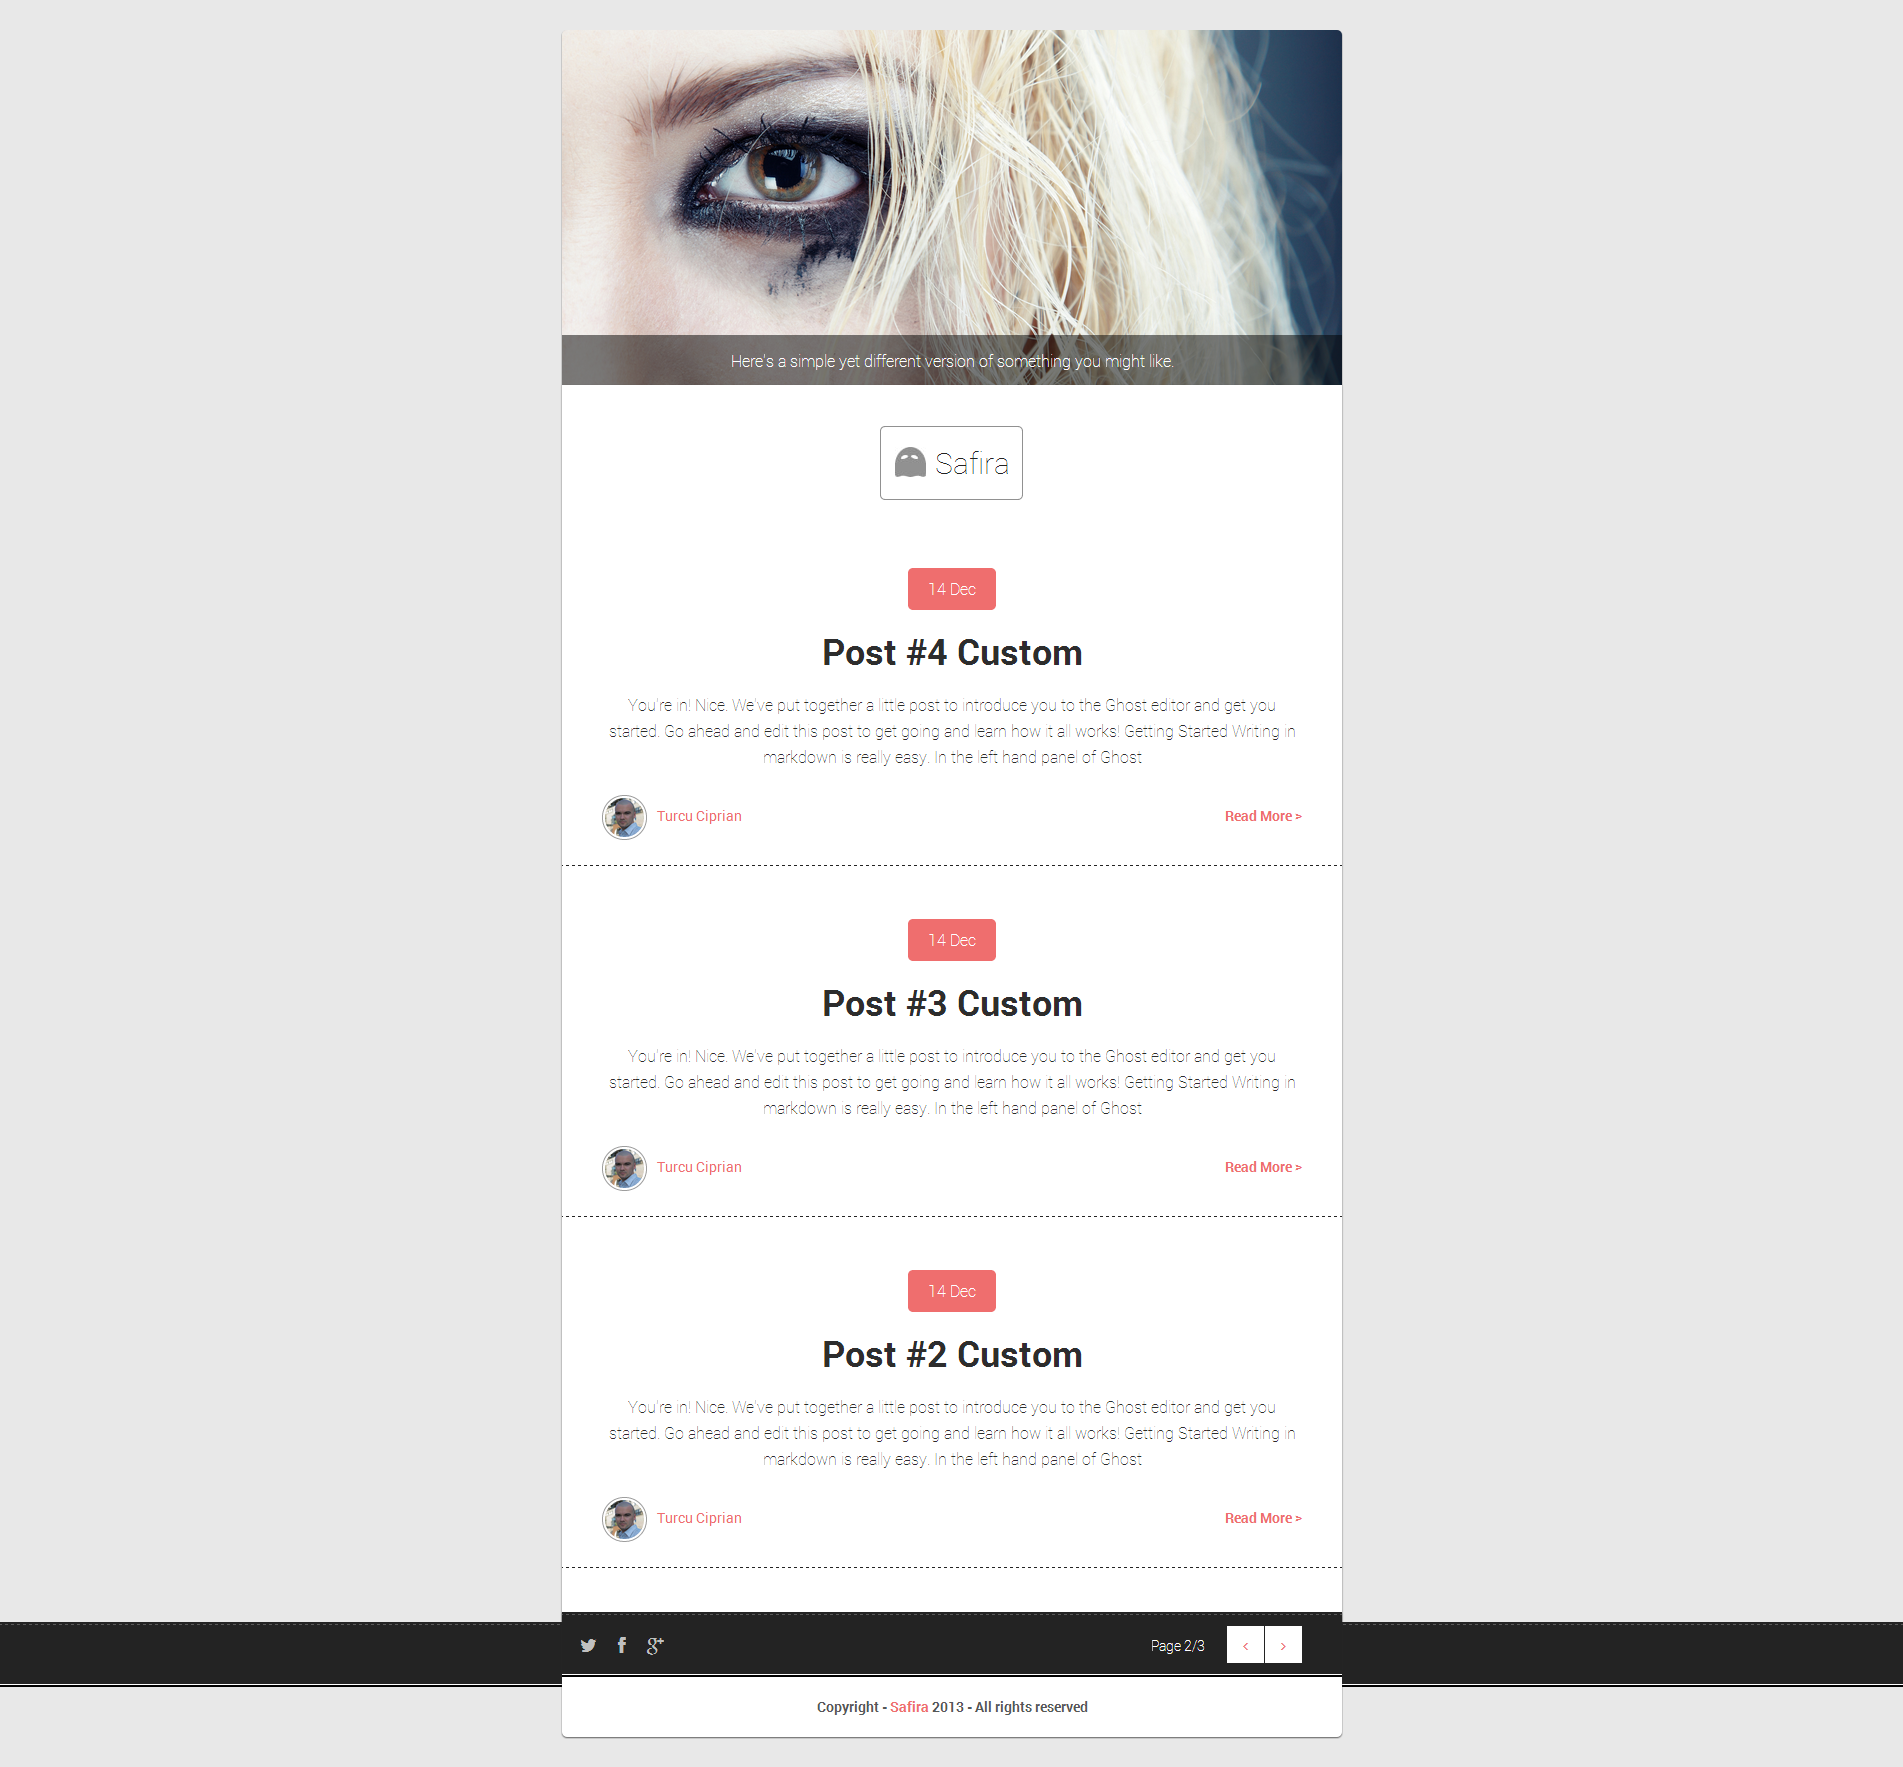 Here's a simple yet different version of something you might like.
Safira
14 Dec
Post #4 Custom
You're in! Nice. We've put together a little post to introduce you to the Ghost editor and get you
started. Go ahead and edit this post to get going and learn how it all works! Getting Started Writing in
markdown is really easy. In the left hand panel of Ghost
Turcu Ciprian
Read More >
14 Dec
Post #3 Custom
You're in! Nice. We've put together a little post to introduce you to the Ghost editor and get you
started. Go ahead and edit this post to get going and learn how it all works! Getting Started Writing in
markdown is really easy. In the left hand panel of Ghost
Turcu Ciprian
Read More >
14 Dec
Post #2 Custom
You're in! Nice. We've put together a little post to introduce you to the Ghost editor and get you
started. Go ahead and edit this post to get going and learn how it all works! Getting Started Writing in
markdown is really easy. In the left hand panel of Ghost
Turcu Ciprian
Read More >
Page 2/3
< >
Copyright - Safira 2013 - All rights reserved